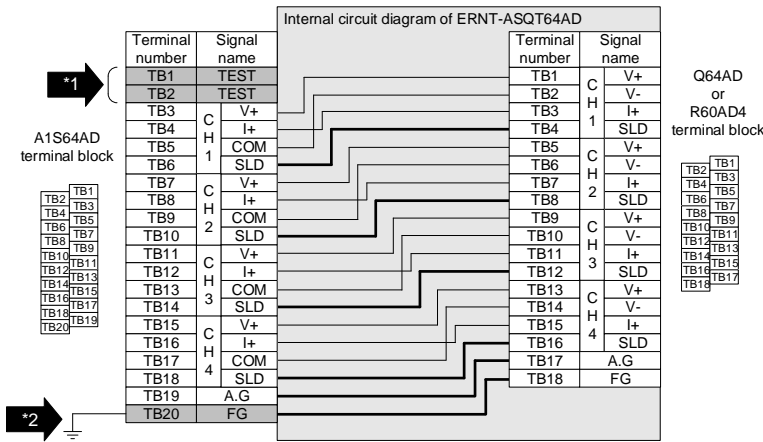 Internal circuit diagram of ERNT-ASQT64AD
Terminal number Signal name
TB1 TEST
TB2 TEST
TB3 V+
TB4 I+
TB5 COM
TB6 SLD
CH1
TB7 V+
TB8 I+
TB9 COM
TB10 SLD
CH2
TB11 V+
TB12 I+
TB13 COM
TB14 SLD
CH3
TB15 V+
TB16 I+
TB17 COM
TB18 SLD
CH4
TB19 A.G
TB20 FG
Terminal number Signal name
TB1 V+
TB2 V-
TB3 I+
TB4 SLD
CH1
TB5 V+
TB6 V-
TB7 I+
TB8 SLD
CH2
TB9 V+
TB10 V-
TB11 I+
TB12 SLD
CH3
TB13 V+
TB14 V-
TB15 I+
TB16 SLD
CH4
TB17 A.G
TB18 FG
*1
*2
A1S64AD
terminal block
TB1
TB2
TB3
TB4
TB5
TB6
TB7
TB8
TB9
TB10
TB11
TB12
TB13
TB14
TB15
TB16
TB17
TB18
TB19
TB20
Q64AD
or
R60AD4
terminal block
TB1
TB2
TB3
TB4
TB5
TB6
TB7
TB8
TB9
TB10
TB11
TB12
TB13
TB14
TB15
TB16
TB17
TB18